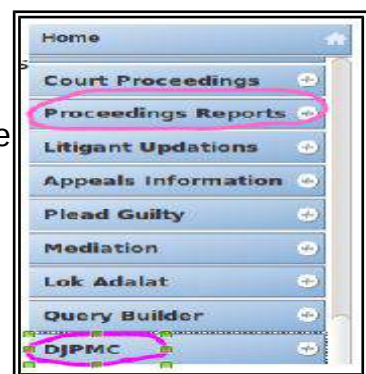 Home
s
Court Proceedings
Proceedings Reports
e
Litigant Updations
Appeals Information
Plead Guilty
Mediation
Lok Adalat
Query Builder
DJPMC